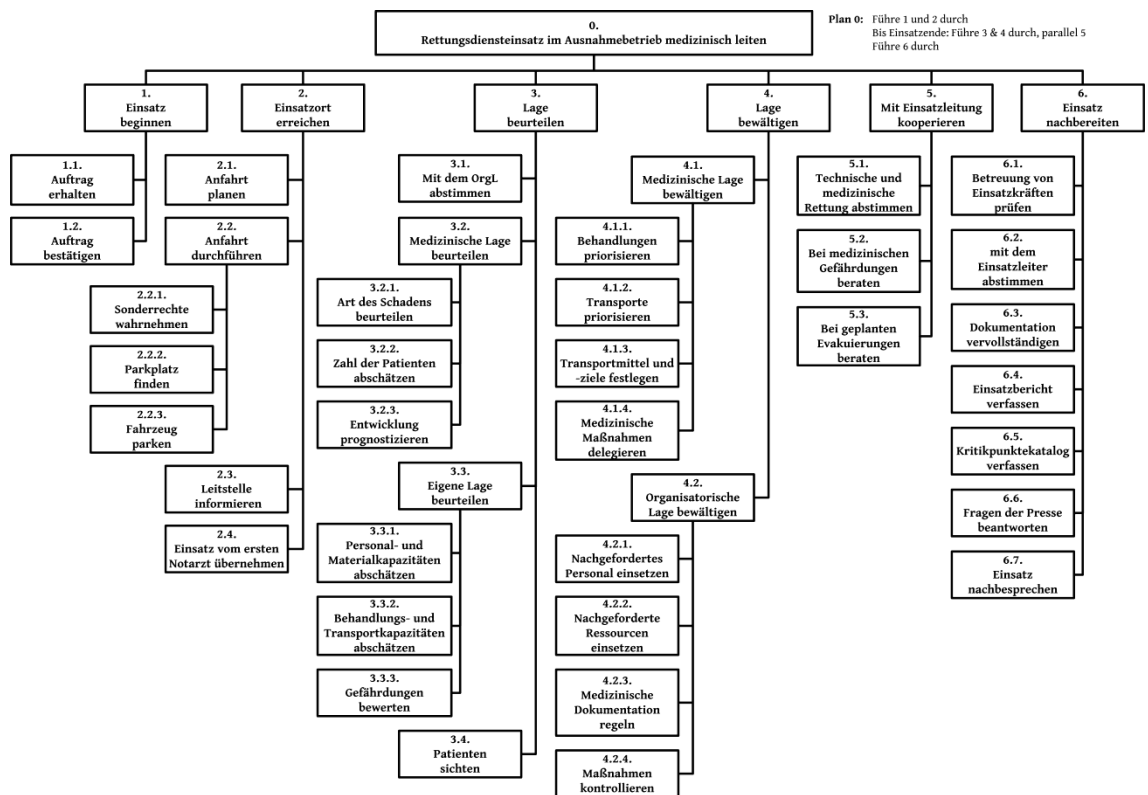 0.
Rettungsdiensteinsatz im Ausnahmebetrieb medizinisch leiten
Plan 0: Führe 1 und 2 durch
Bis Einsatzende: Führe 3 & 4 durch, parallel 5
Führe 6 durch
1.
Einsatz
beginnen
1.1.
Auftrag
erhalten
1.2.
Auftrag
bestätigen
2.
Einsatzort
erreichen
2.1.
Anfahrt
planen
2.2.
Anfahrt
durchführen
2.2.1.
Sonderrechte
wahrnehmen
2.2.2.
Parkplatz
finden
2.2.3.
Fahrzeug
parken
2.3.
Leitstelle
informieren
2.4.
Einsatz vom ersten
Notarzt übernehmen
3.
Lage
beurteilen
3.1.
Mit dem OrgL
abstimmen
3.2.
Medizinische Lage
beurteilen
3.2.1.
Art des Schadens
beurteilen
3.2.2.
Zahl der Patienten
abschätzen
3.2.3.
Entwicklung
prognostizieren
3.3.
Eigene Lage
beurteilen
3.3.1.
Personal- und
Materialkapazitäten
abschätzen
3.3.2.
Behandlungs- und
Transportkapazitäten
abschätzen
3.3.3.
Gefährdungen
bewerten
3.4.
Patienten
sichten
4.
Lage
bewältigen
4.1.
Medizinische Lage
bewältigen
4.1.1.
Behandlungen
priorisieren
4.1.2.
Transporte
priorisieren
4.1.3.
Transportmittel und
-ziele festlegen
4.1.4.
Medizinische
Maßnahmen
delegieren
4.2.
Organisatorische
Lage bewältigen
4.2.1.
Nachgefordertes
Personal einsetzen
4.2.2.
Nachgeforderte
Ressourcen
einsetzen
4.2.3.
Medizinische
Dokumentation
regeln
4.2.4.
Maßnahmen
kontrollieren
5.
Mit Einsatzleitung
kooperieren
5.1.
Technische und
medizinische
Rettung abstimmen
5.2.
Bei medizinischen
Gefährdungen
beraten
5.3.
Bei geplanten
Evakuierungen
beraten
6.
Einsatz
nachbereiten
6.1.
Betreuung von
Einsatzkräften
prüfen
6.2.
mit dem
Einsatzleiter
abstimmen
6.3.
Dokumentation
vervollständigen
6.4.
Einsatzbericht
verfassen
6.5.
Kritikpunktekatalog
verfassen
6.6.
Fragen der Presse
beantworten
6.7.
Einsatz
nachbesprechen